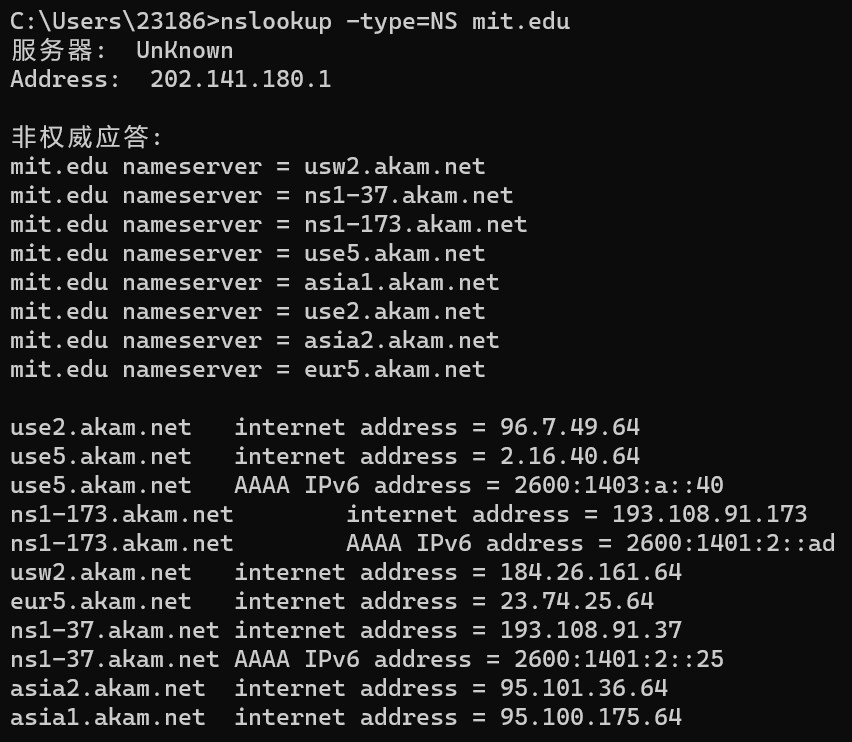 C:\Users\23186>nslookup -type=NS mit.edu
服务器:  UnKnown
Address:  202.141.180.1

非权威应答:
mit.edu nameserver = usw2.akam.net
mit.edu nameserver = ns1-37.akam.net
mit.edu nameserver = ns1-173.akam.net
mit.edu nameserver = use5.akam.net
mit.edu nameserver = asia1.akam.net
mit.edu nameserver = use2.akam.net
mit.edu nameserver = asia2.akam.net
mit.edu nameserver = eur5.akam.net

use2.akam.net   internet address = 96.7.49.64
use5.akam.net   internet address = 2.16.40.64
use5.akam.net   AAAA IPv6 address = 2600:1403:a::40
ns1-173.akam.net        internet address = 193.108.91.173
ns1-173.akam.net        AAAA IPv6 address = 2600:1401:2::ad
usw2.akam.net   internet address = 184.26.161.64
eur5.akam.net   internet address = 23.74.25.64
ns1-37.akam.net internet address = 193.108.91.37
ns1-37.akam.net AAAA IPv6 address = 2600:1401:2::25
asia2.akam.net  internet address = 95.101.36.64
asia1.akam.net  internet address = 95.100.175.64